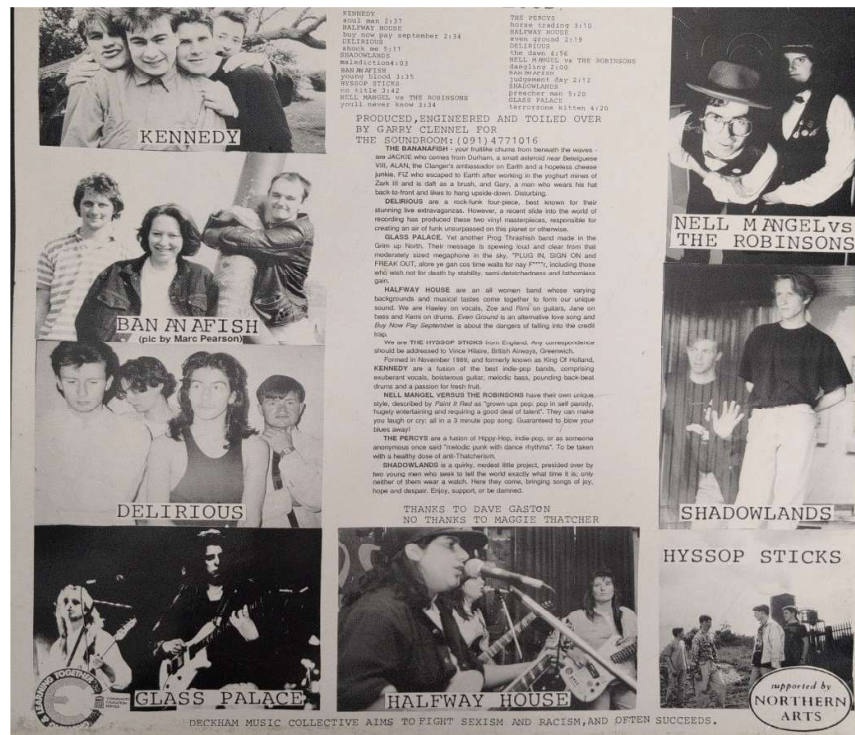 KENNEDY
soul man 2:37
HALFWAY HOUSE
buy now pay september 2:34
DELIRIOUS
shock me 5:11
SHADOWLANDS
malediction4:03
BANANAFISH
young blood 3:35
HYSSOP STICKS
no title 3:42
NELL MANGEL vs THE ROBINSONS
youll never know 3:34
THE PERCYS
horse trading 3:10
HALFWAY HOUSE
even ground 2:19
DELIRIOUS
the dawn 4:56
NELL MANGEL vs THE ROBINSONS
dangling 2:00
BANANAFISH
judgement day 2:12
SHADOWLANDS
preacher man 5:20
GLASS PALACE
terrorzone kitten 4:20
PRODUCED,ENGINEERED AND TOILED OVER
BY GARRY CLENNEL FOR
THE SOUNDROOM:(091)4771016
THE BANANAFISH - your fruitlike chums from beneath the waves -
are JACKIE who comes from Durham, a small asteroid near Betelgeuse
VIII, ALAN, the Clanger's ambassador on Earth and a hopeless cheese
junkie, FIZ who escaped to Earth after working in the yoghurt mines of
Zark III and is daft as a brush, and Gary, a man who wears his hat
back-to-front and likes to hang upside-down. Disturbing.
DELIRIOUS are a rock-funk four-piece, best known for their
stunning live extravaganzas. However, a recent slide into the world of
recording has produced these two vinyl masterpieces, responsible for
creating an air of funk unsurpassed on this planet or otherwise.
GLASS PALACE. Yet another Prog Thrashish band made in the
Grim up North. Their message is spewing loud and clear from that
moderately sized megaphone in the sky, "PLUG IN, SIGN ON and
FREAK OUT, afore ye gan cos time waits for nay F****r, including those
who wish not for death by stability, semi-detatchedness and fathomless
gain.
HALFWAY HOUSE are an all women band whose varying
backgrounds and musical tastes come together to form our unique
sound. We are Hawley on vocals, Zoe and Rimi on guitars, Jane on
bass and Kami on drums. Even Ground is an alternative love song and
Buy Now Pay September is about the dangers of falling into the credit
trap.
We are THE HYSSOP STICKS from England. Any correspondence
should be addressed to Vince Hilaire, British Airways, Greenwich.
Formed in November 1989, and formerly known as King Of Holland,
KENNEDY are a fusion of the best indie-pop bands, comprising
exuberant vocals, boisterous guitar, melodic bass, pounding back-beat
drums and a passion for fresh fruit.
NELL MANGEL VERSUS THE ROBINSONS have their own unique
style, described by Paint It Red as "grown-ups pop: pop in self parody,
hugely entertaining and requiring a good deal of talent". They can make
you laugh or cry: all in a 3 minute pop song. Guaranteed to blow your
blues away!
THE PERCYS are a fusion of Hippy-Hop, indie-pop, or as someone
anonymous once said "melodic punk with dance rhythms". To be taken
with a healthy dose of anti-Thatcherism.
SHADOWLANDS is a quirky, modest little project, presided over by
two young men who seek to tell the world exactly what time it is; only
neither of them wear a watch. Here they come, bringing songs of joy,
hope and despair. Enjoy, support, or be damned.
THANKS TO DAVE GASTON
NO THANKS TO MAGGIE THATCHER
KENNEDY
BANANAFISH
(pic by Marc Pearson)
DELIRIOUS
GLASS PALACE
HALFWAY HOUSE
NELL MANGEL vs
THE ROBINSONS
SHADOWLANDS
HYSSOP STICKS
LEARNING TOGETHER
supported by
NORTHERN
ARTS
DECKHAM MUSIC COLLECTIVE AIMS TO FIGHT SEXISM AND RACISM,AND OFTEN SUCCEEDS.